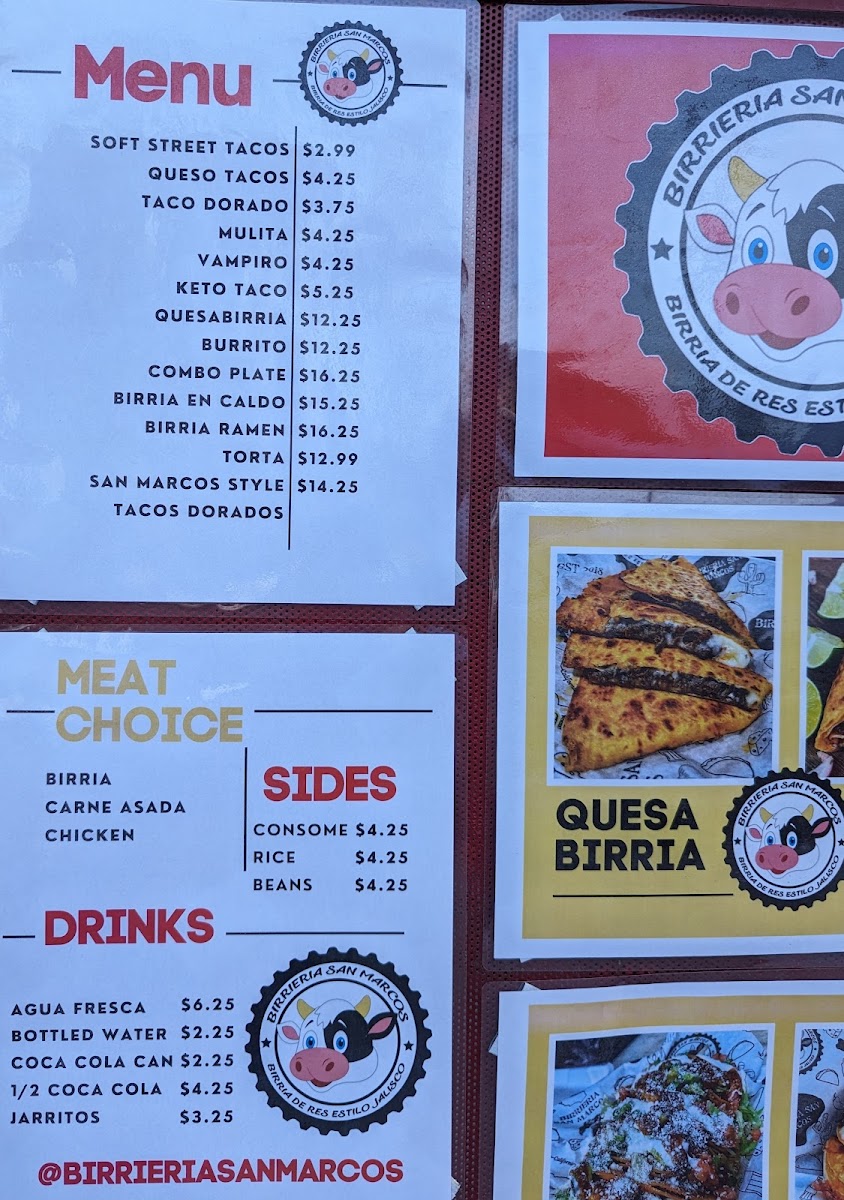 Menu
BIRRIERIA SAN MARCOS
BIRRIA DE RES ESTILO JALISCO
SOFT STREET TACOS $2.99
QUESO TACOS $4.25
TACO DORADO $3.75
MULITA $4.25
VAMPIRO $4.25
KETO TACO $5.25
QUESABIRRIA $12.25
BURRITO $12.25
COMBO PLATE $16.25
BIRRIA EN CALDO $15.25
BIRRIA RAMEN $16.25
TORTA $12.99
SAN MARCOS STYLE $14.25
TACOS DORADOS
MEAT
CHOICE
BIRRIA
CARNE ASADA
CHICKEN
SIDES
CONSOME $4.25
RICE $4.25
BEANS $4.25
DRINKS
AGUA FRESCA $6.25
BOTTLED WATER $2.25
COCA COLA CAN $2.25
1/2 COCA COLA $4.25
JARRITOS $3.25
BIRRIERIA SAN MARCOS
BIRRIA DE RES ESTILO JALISCO
@BIRRIERIASANMARCOS
BIRRIERIA SAN
BIRRIA DE RES EST
QUESA
BIRRIA
BIRRIERIA SAN MARCOS
BIRRIA DE RES ESTILO JALISCO